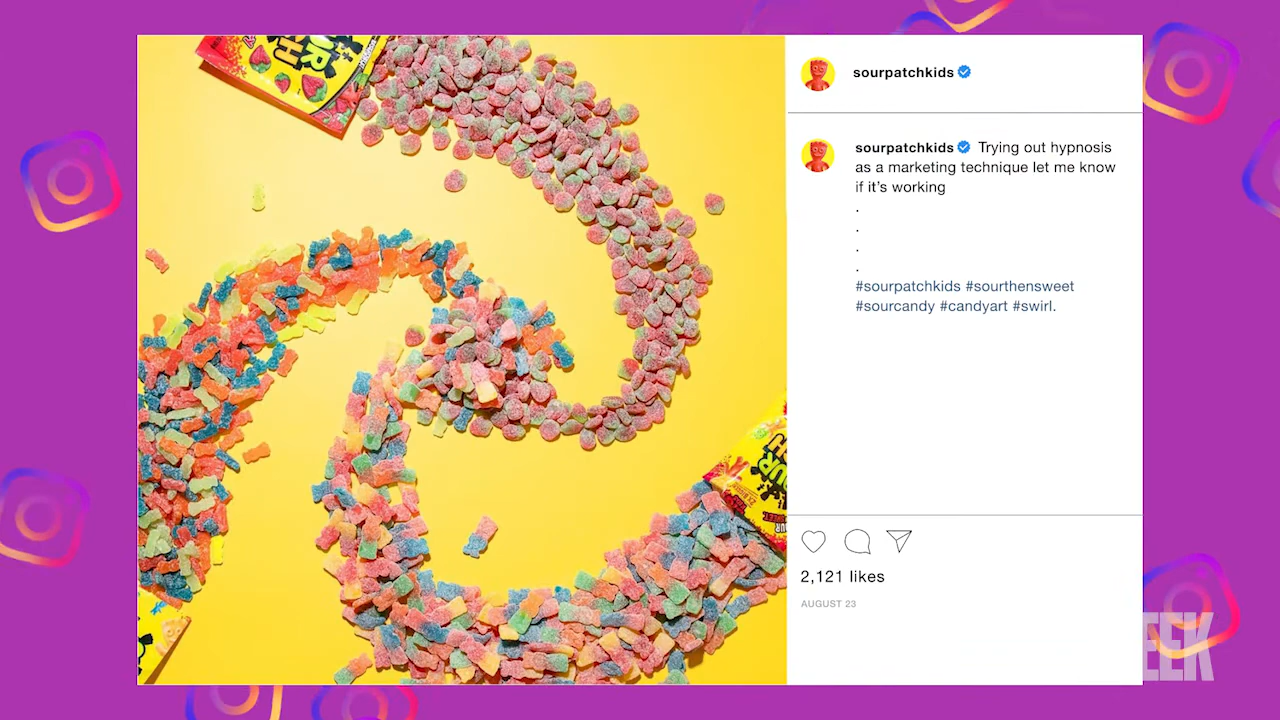 sourpatchkids
sourpatchkids Trying out hypnosis
as a marketing technique let me know
if it's working
.
.
.
.
#sourpatchkids #sourthensweet
#sourcandy #candyart #swirl.
2,121 likes
AUGUST 23
EEK